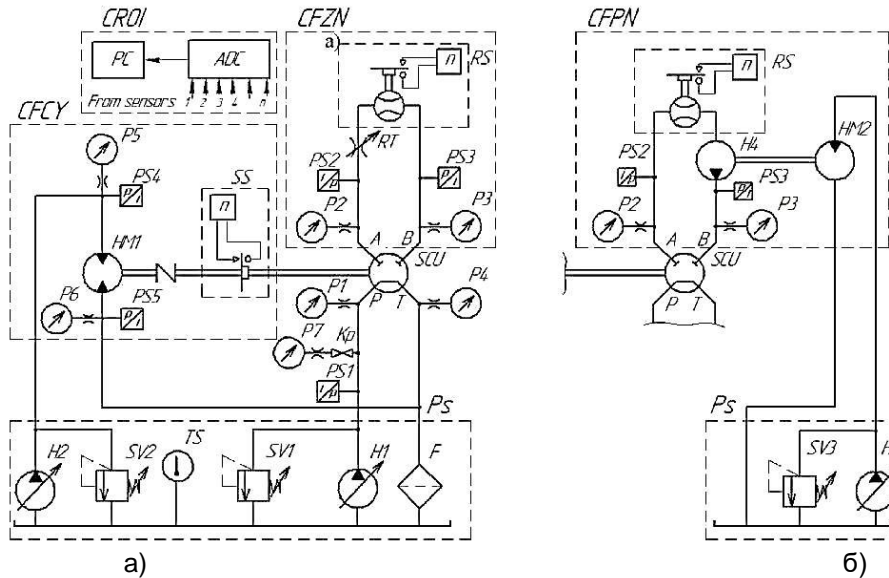 CROI
PC
ADC
From sensors 1 2 3 4 n
CFZN
а)
n
RS
RT
PS2
PS3
P2
P3
A
B
SCU
P
T
P1
P4
P7
Kp
PS1
CFCY
P5
PS4
SS
n
HM1
P6
PS5
Ps
H2
SV2
TS
SV1
H1
F
а)
CFPN
n
RS
H4
HM2
PS2
PS3
P2
P3
A
B
SCU
P
T
Ps
SV3
б)